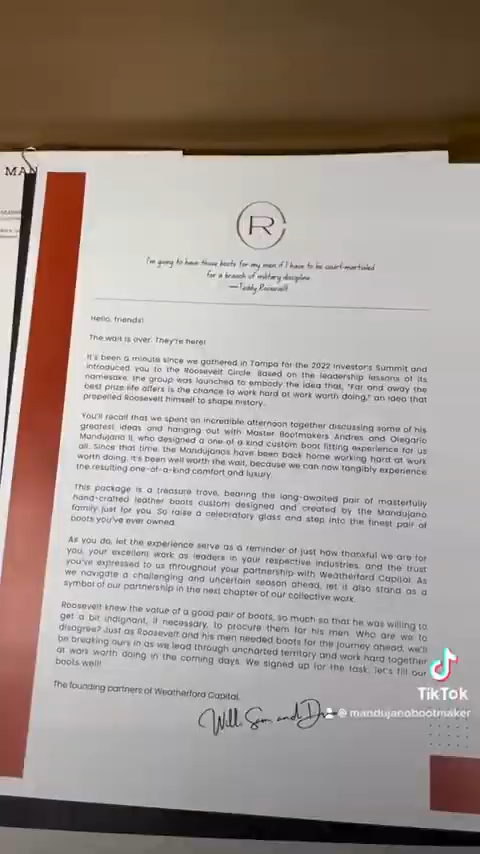 MAN
R
I'm going to have those boots for my men if I have to be court-martialed
for a breach of military discipline.
—Teddy Roosevelt
Hello, friends!
The wait is over. They're here!
It's been a minute since we gathered in Tampa for the 2022 Investor's Summit and
introduced you to the Roosevelt Circle. Based on the leadership lessons of its
namesake, the group was launched to embody the idea that, "Far and away the
best prize life offers is the chance to work hard at work worth doing," an idea that
propelled Roosevelt himself to shape history.
You'll recall that we spent an incredible afternoon together discussing some of his
greatest ideas and hanging out with Master Bootmakers Andres and Olegario
Mandujano II, who designed a one of a kind custom boot fitting experience for us
all. Since that time, the Mandujanos have been back home working hard at work
worth doing. It's been well worth the wait, because we can now tangibly experience
the resulting one-of-a-kind comfort and luxury.
This package is a treasure trove, bearing the long-awaited pair of masterfully
hand-crafted leather boots custom designed and created by the Mandujano
family just for you. So raise a celebratory glass and step into the finest pair of
boots you've ever owned.
As you do, let the experience serve as a reminder of just how thankful we are for
you, your excellent work as leaders in your respective industries, and the trust
you've expressed to us throughout your partnership with Weatherford Capital. As
we navigate a challenging and uncertain season ahead, let it also stand as a
symbol of our partnership in the next chapter of our collective work.
Roosevelt knew the value of a good pair of boots, so much so that he was willing to
get a bit indignant, if necessary, to procure them for his men. Who are we to
disagree? Just as Roosevelt and his men needed boots for the journey ahead, we'll
be breaking ours in as we lead through uncharted territory and work hard together
at work worth doing in the coming days. We signed up for the task, let's fill our
boots well!
The founding partners of Weatherford Capital,
Will, Sam and Drew
TikTok
@mandujanobootmaker